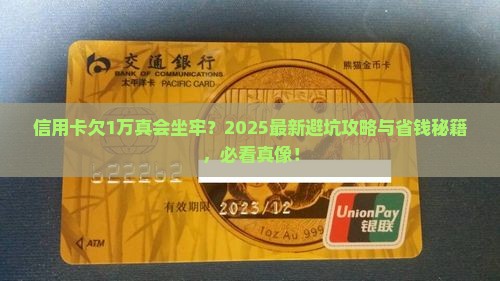 交通銀行
BANK OF COMMUNICATIONS
太平洋卡 PACIFIC CARD
熊猫金币卡
信用卡欠1万真会坐牢？2025最新避坑攻略与省钱秘籍
，必看真像！
622262
有效期限 2023/12
1oz Au .999
ATM
UnionPay
银联